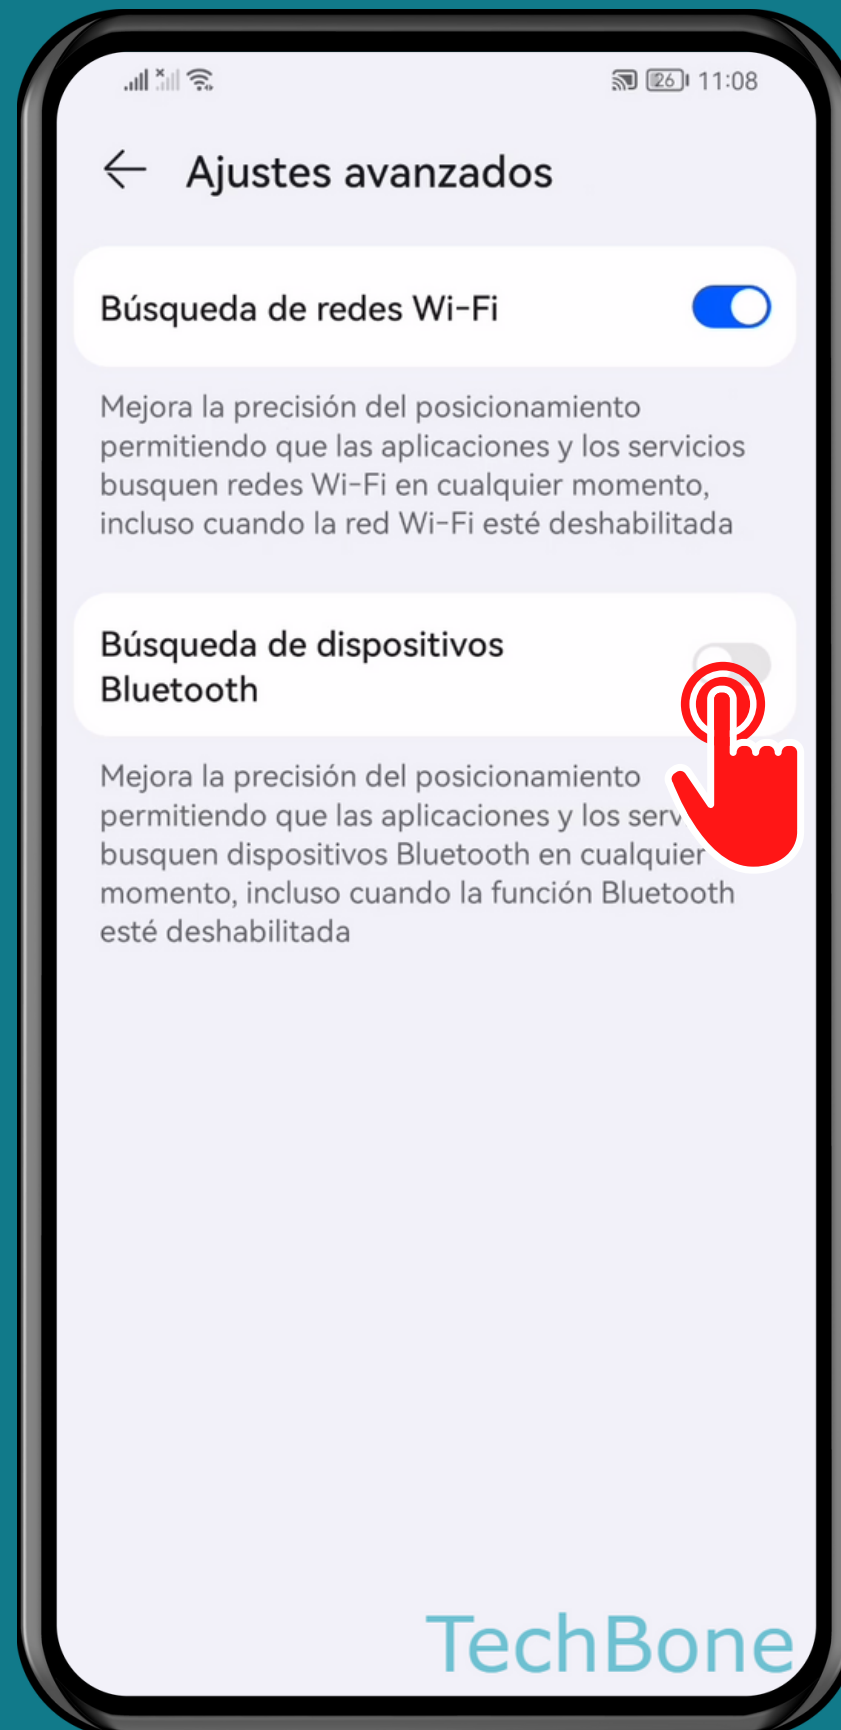 26 11:08
Ajustes avanzados
Búsqueda de redes Wi-Fi
Mejora la precisión del posicionamiento
permitiendo que las aplicaciones y los servicios
busquen redes Wi-Fi en cualquier momento,
incluso cuando la red Wi-Fi esté deshabilitada
Búsqueda de dispositivos
Bluetooth
Mejora la precisión del posicionamiento
permitiendo que las aplicaciones y los serv
busquen dispositivos Bluetooth en cualquier
momento, incluso cuando la función Bluetooth
esté deshabilitada
TechBone